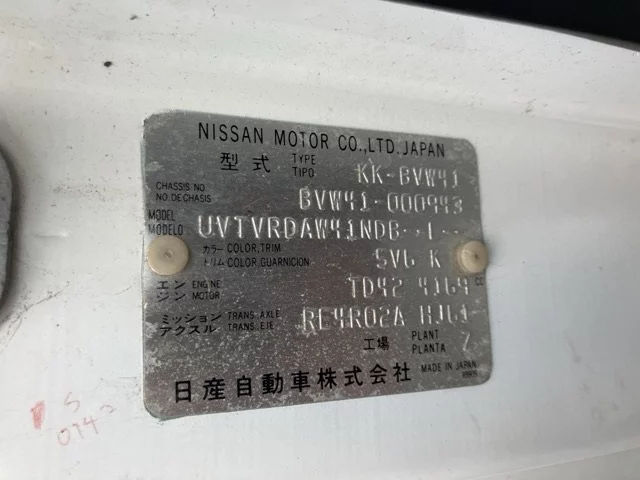 NISSAN MOTOR CO.,LTD.JAPAN
型式 TYPE TIPO KK-BVW41
CHASSIS NO NO.DE CHASIS BVW41-000943
MODEL MODELO UVTVRDAW41NDB--1--
カラー COLOR,TRIM
トリム COLOR,GUARNICION 5V6 K
エンジン ENGINE MOTOR TD42 4164 CC
ミッション TRANS. AXLE
アクスル TRANS. EJE RE4R02A HJ61
工場 PLANT PLANTA Z
日産自動車株式会社 MADE IN JAPAN
S
0742